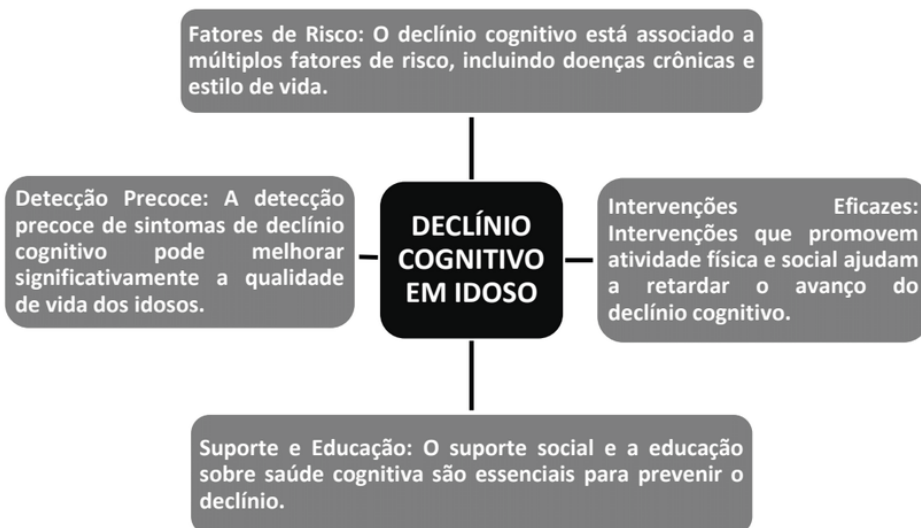 Fatores de Risco: O declínio cognitivo está associado a
múltiplos fatores de risco, incluindo doenças crônicas e
estilo de vida.
Detecção Precoce: A detecção
precoce de sintomas de declínio
cognitivo pode melhorar
significativamente a qualidade
de vida dos idosos.
DECLÍNIO
COGNITIVO
EM IDOSO
Intervenções Eficazes:
Intervenções que promovem
atividade física e social ajudam
a retardar o avanço do
declínio cognitivo.
Suporte e Educação: O suporte social e a educação
sobre saúde cognitiva são essenciais para prevenir o
declínio.